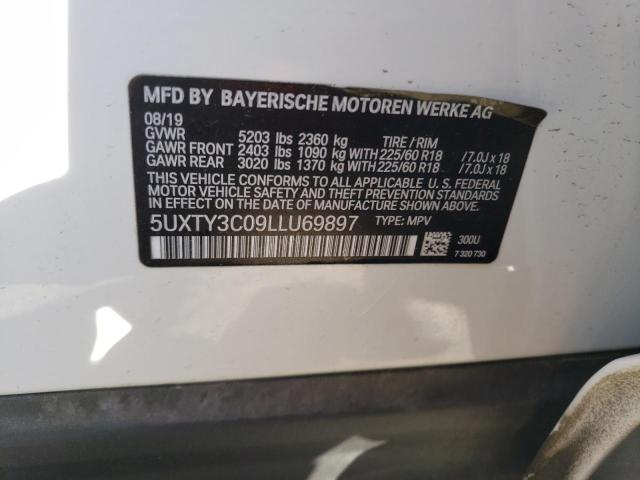 MFD BY BAYERISCHE MOTOREN WERKE AG
08/19
GVWR 5203 lbs 2360 kg TIRE / RIM
GAWR FRONT 2403 lbs 1090 kg WITH 225/60 R18 /7.0J x 18
GAWR REAR 3020 lbs 1370 kg WITH 225/60 R18 /7.0J x 18
THIS VEHICLE CONFORMS TO ALL APPLICABLE U. S. FEDERAL
MOTOR VEHICLE SAFETY AND THEFT PREVENTION STANDARDS
IN EFFECT ON THE DATE OF MANUFACTURE SHOWN ABOVE.
5UXTY3C09LLU69897 TYPE: MPV
300U
7 320 730